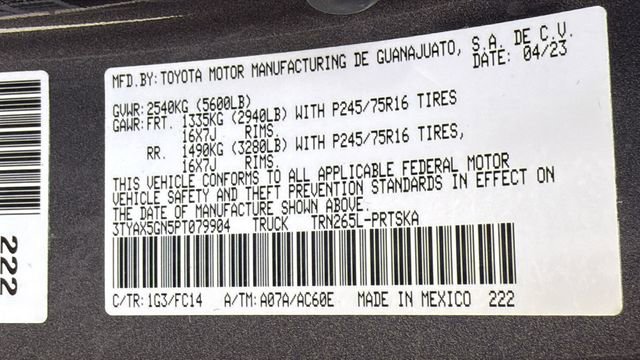 MFD.BY: TOYOTA MOTOR MANUFACTURING DE GUANAJUATO, S.A. DE C.V.
DATE: 04/23
GVWR: 2540KG (5600LB)
GAWR: FRT. 1335KG (2940LB) WITH P245/75R16 TIRES
16X7J RIMS.
RR. 1490KG (3280LB) WITH P245/75R16 TIRES,
16X7J RIMS.
THIS VEHICLE CONFORMS TO ALL APPLICABLE FEDERAL MOTOR
VEHICLE SAFETY AND THEFT PREVENTION STANDARDS IN EFFECT ON
THE DATE OF MANUFACTURE SHOWN ABOVE.
3TYAX5GN5PT079904 TRUCK TRN265L-PRTSKA
C/TR: 1G3/FC14 A/TM: A07A/AC60E MADE IN MEXICO 222
222